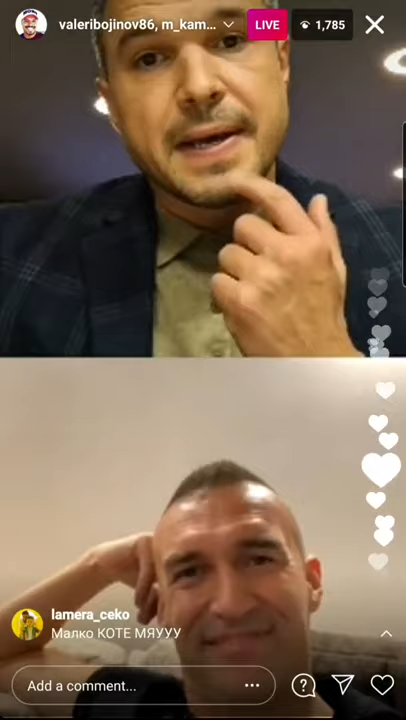 valeribojinov86, m_kam...
LIVE
1,785
lamera_ceko
Малко КОТЕ МЯУУУ
Add a comment...